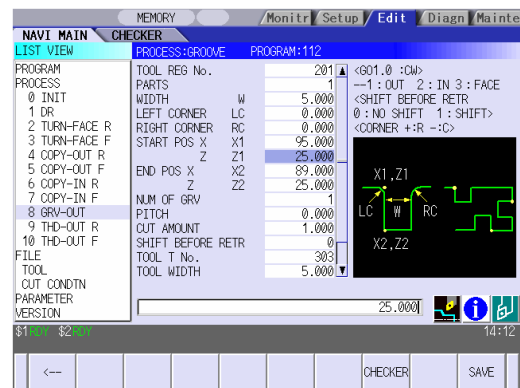 MEMORY Monitr Setup Edit Diagn Mainte
NAVI MAIN CHECKER
LIST VIEW PROCESS:GROOVE PROGRAM:112
PROGRAM
PROCESS
0 INIT
1 DR
2 TURN-FACE R
3 TURN-FACE F
4 COPY-OUT R
5 COPY-OUT F
6 COPY-IN R
7 COPY-IN F
8 GRV-OUT
9 THD-OUT R
10 THD-OUT F
FILE
TOOL
CUT CONDTN
PARAMETER
VERSION
TOOL REG No. 201
PARTS 1
WIDTH W 5.000
LEFT CORNER LC 0.000
RIGHT CORNER RC 0.000
START POS X X1 95.000
Z Z1 25.000
END POS X X2 89.000
Z Z2 25.000
NUM OF GRV 1
PITCH 0.000
CUT AMOUNT 1.000
SHIFT BEFORE RETR 0
TOOL T No. 303
TOOL WIDTH 5.000
<G01.0 :CW>
--1:OUT 2:IN 3:FACE
<SHIFT BEFORE RETR
0:NO SHIFT 1:SHIFT>
<CORNER +:R -:C>
X1,Z1
LC W RC
X2,Z2
25.000
$1 RDY $2 RDY 14:12
<-- CHECKER SAVE